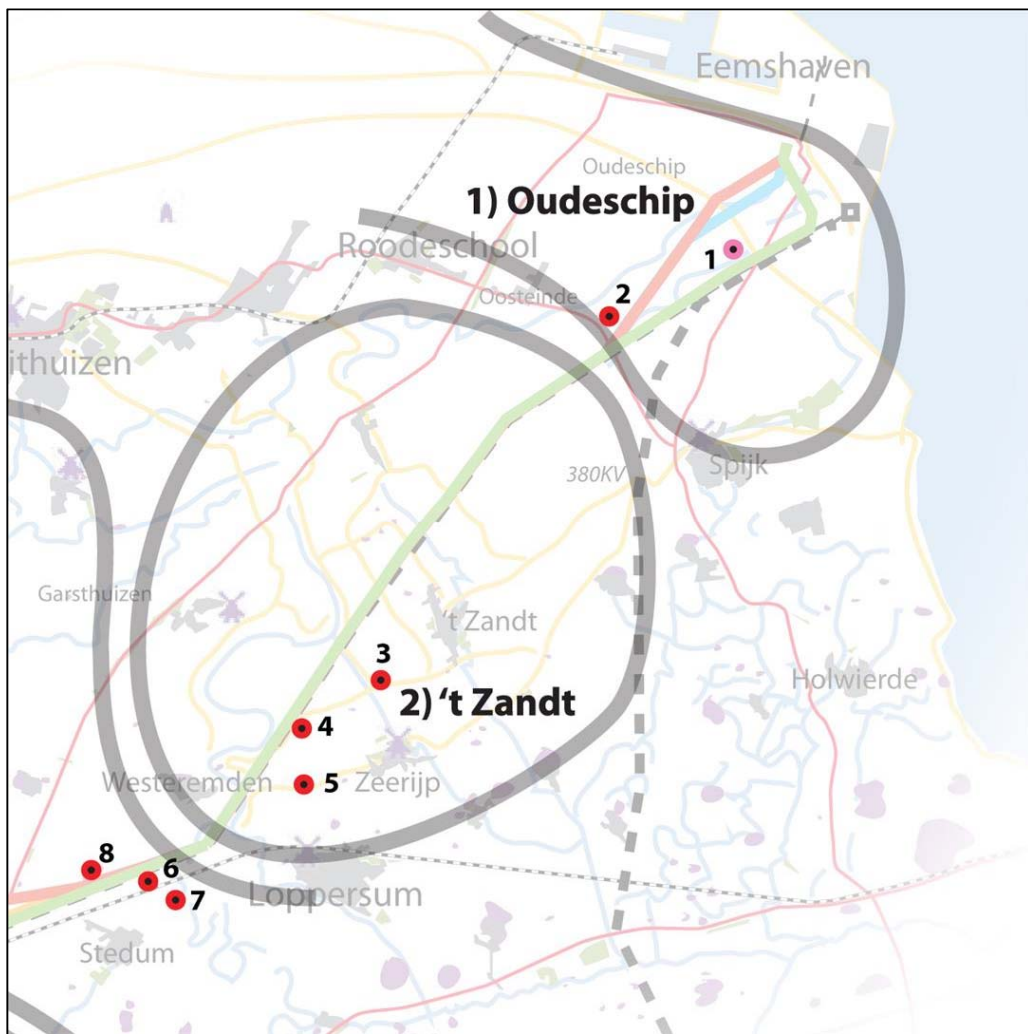 Eemshaven
Oudeschip
1) Oudeschip
Roodeschool
1
Oosteinde
2
ithuizen
380KV
Spijk
Garsthuizen
't Zandt
3
Holwierde
2) ‘t Zandt
4
Westeremden
5
Zeerijp
8
6
7
Loppersum
Stedum